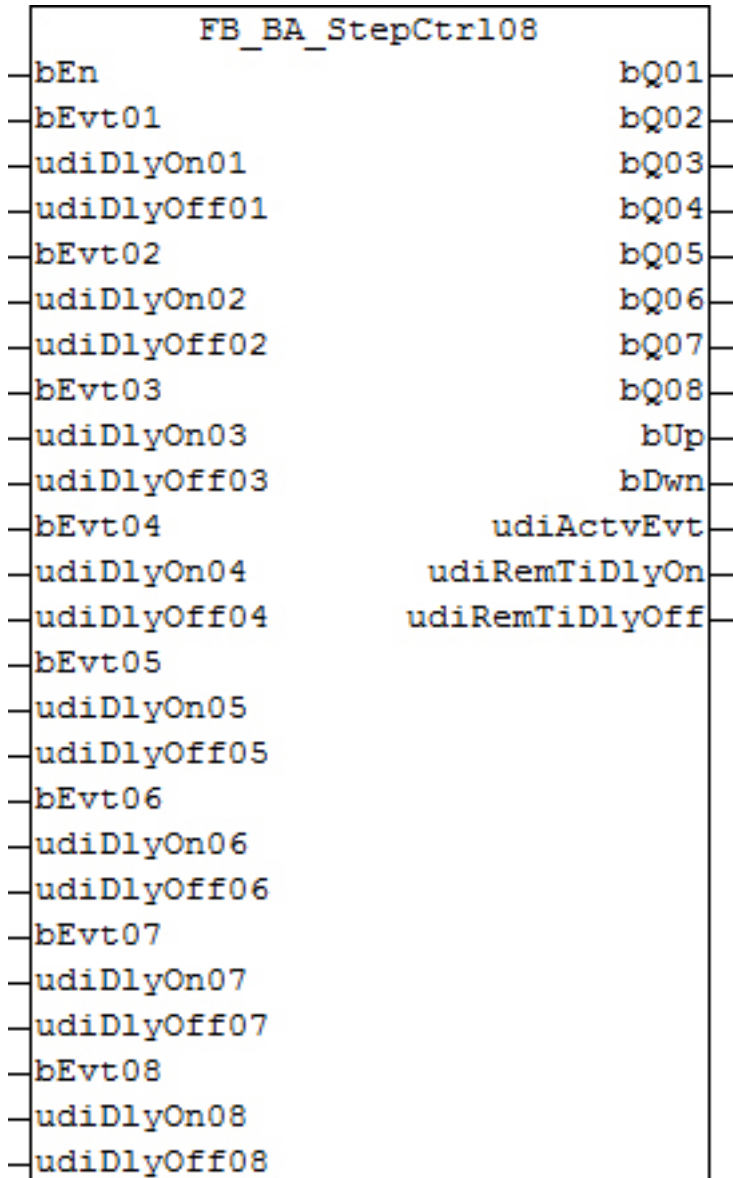 FB_BA_StepCtrl08
bEn bQ01
bEvt01 bQ02
udiDlyOn01 bQ03
udiDlyOff01 bQ04
bEvt02 bQ05
udiDlyOn02 bQ06
udiDlyOff02 bQ07
bEvt03 bQ08
udiDlyOn03 bUp
udiDlyOff03 bDwn
bEvt04 udiActvEvt
udiDlyOn04 udiRemTiDlyOn
udiDlyOff04 udiRemTiDlyOff
bEvt05
udiDlyOn05
udiDlyOff05
bEvt06
udiDlyOn06
udiDlyOff06
bEvt07
udiDlyOn07
udiDlyOff07
bEvt08
udiDlyOn08
udiDlyOff08